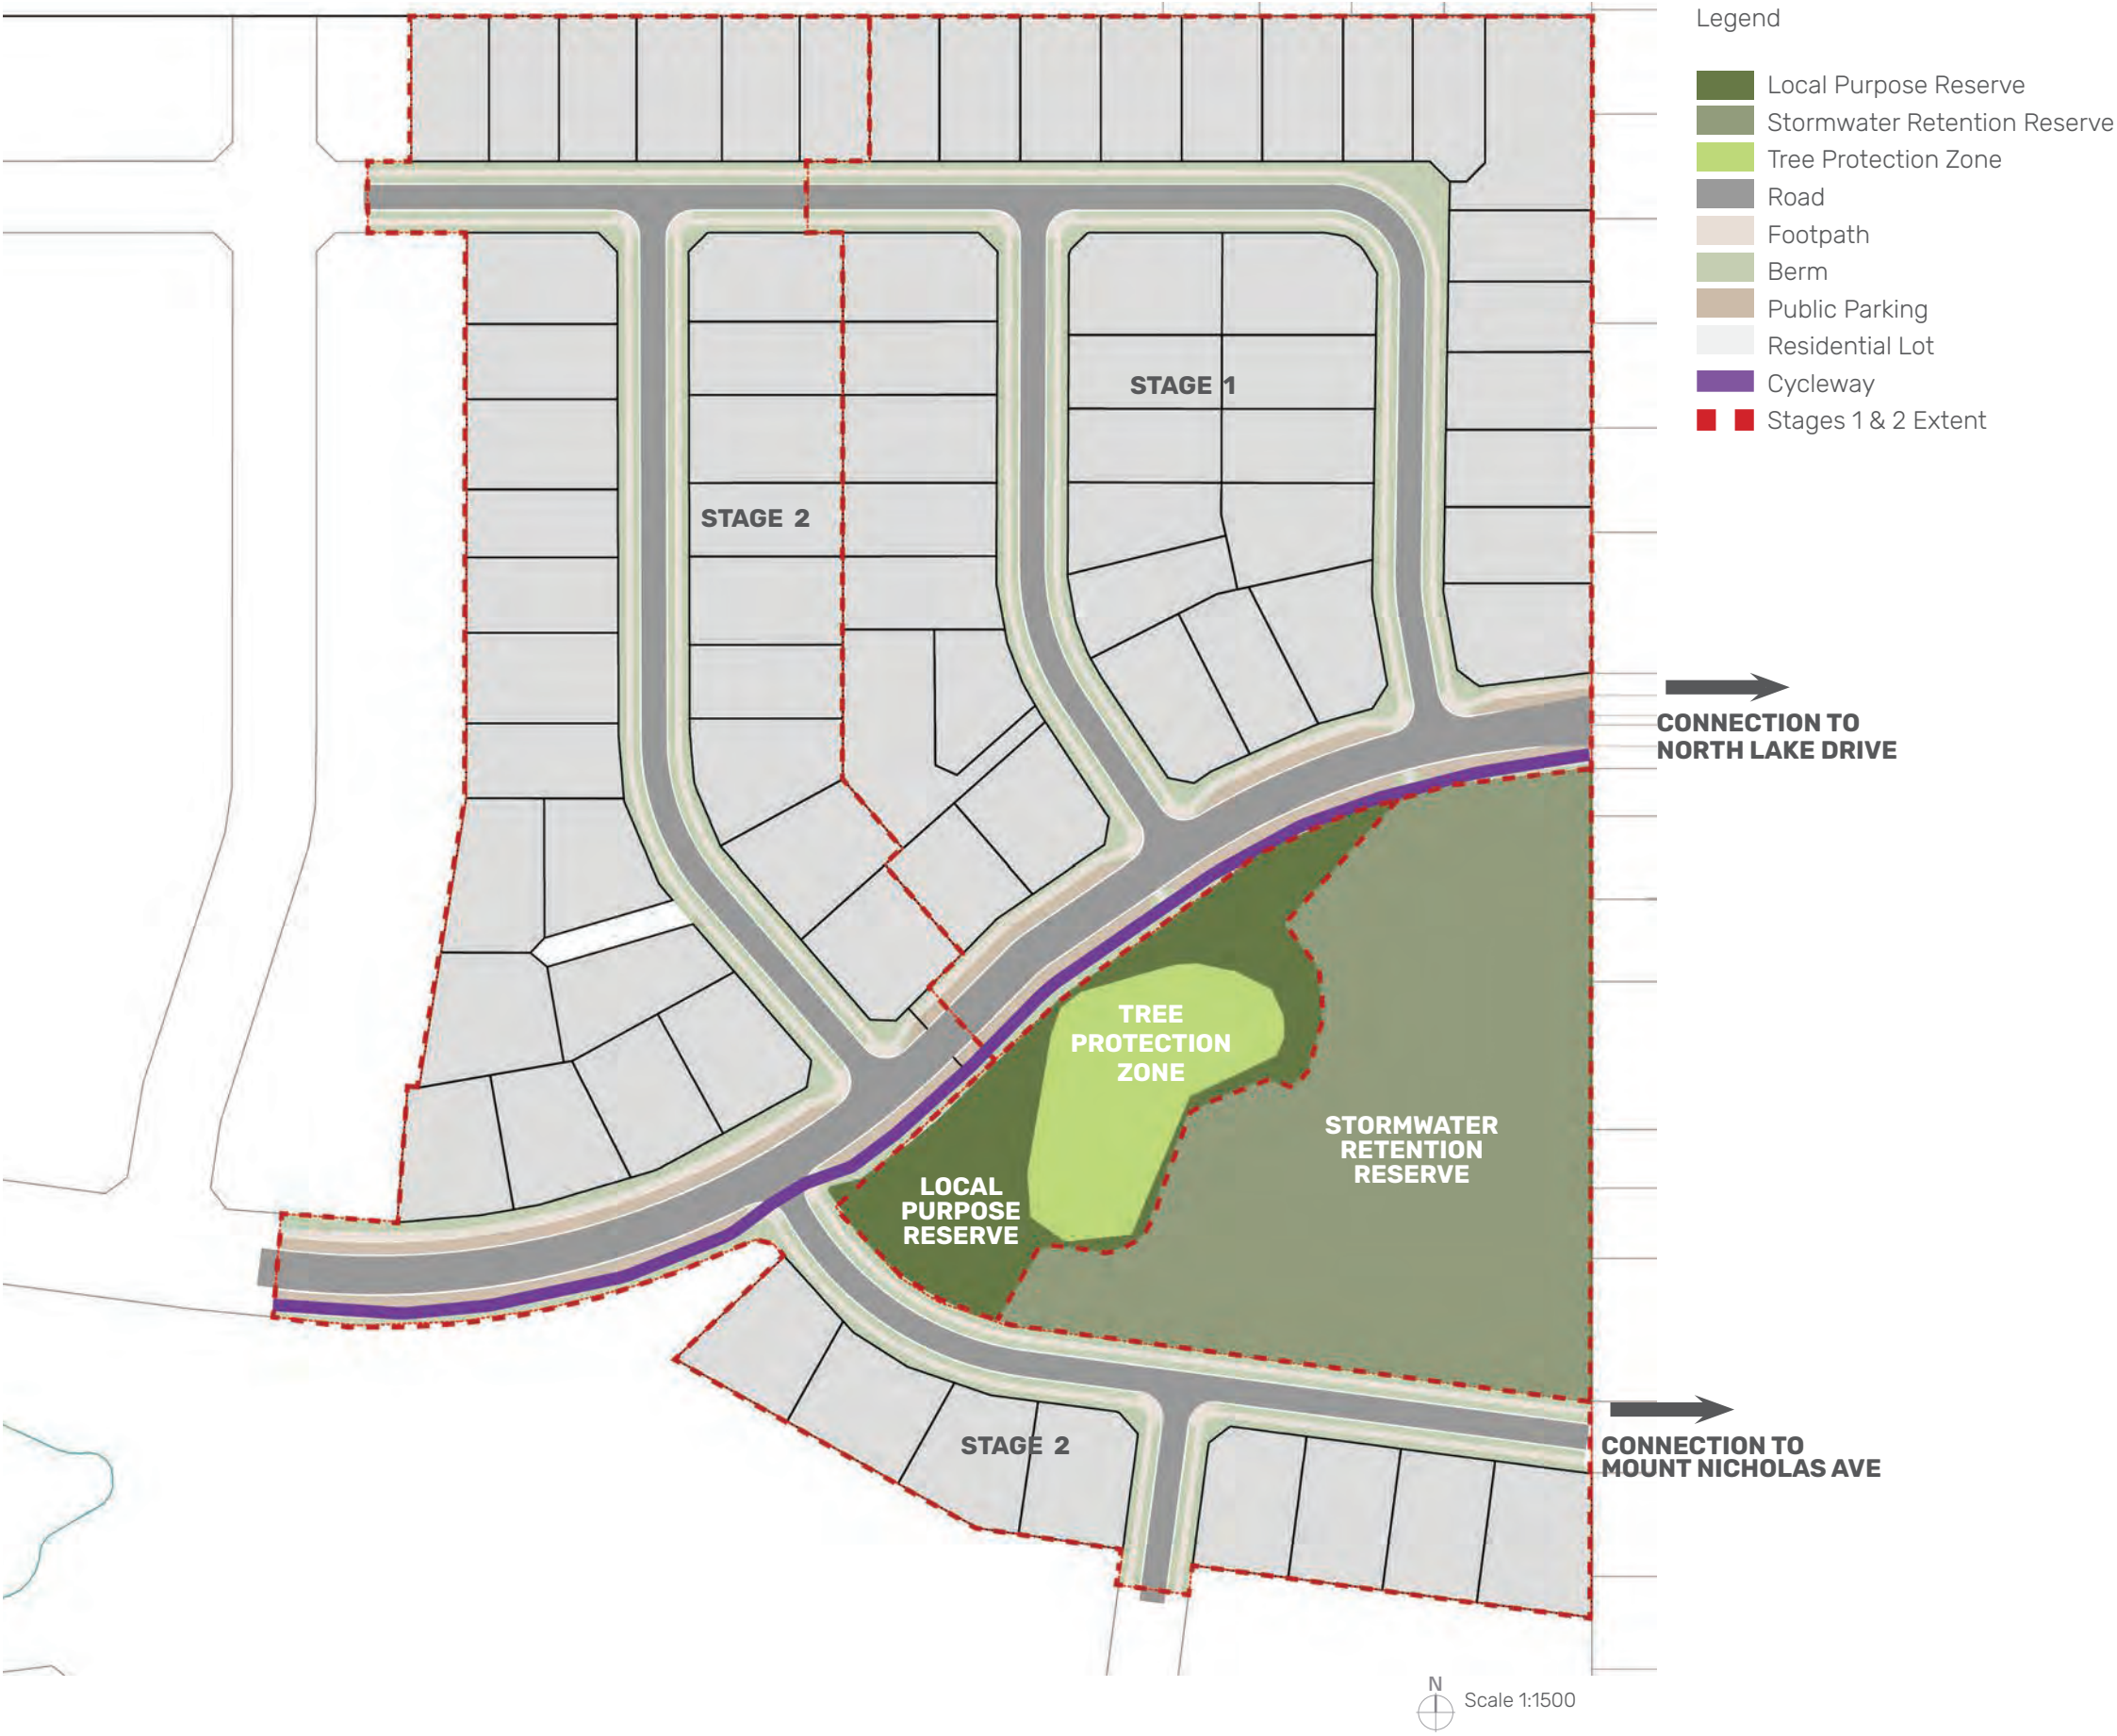 Legend
Local Purpose Reserve
Stormwater Retention Reserve
Tree Protection Zone
Road
Footpath
Berm
Public Parking
Residential Lot
Cycleway
Stages 1 & 2 Extent
STAGE 1
STAGE 2
CONNECTION TO
NORTH LAKE DRIVE
TREE
PROTECTION
ZONE
STORMWATER
RETENTION
RESERVE
LOCAL
PURPOSE
RESERVE
STAGE 2
CONNECTION TO
MOUNT NICHOLAS AVE
N
Scale 1:1500